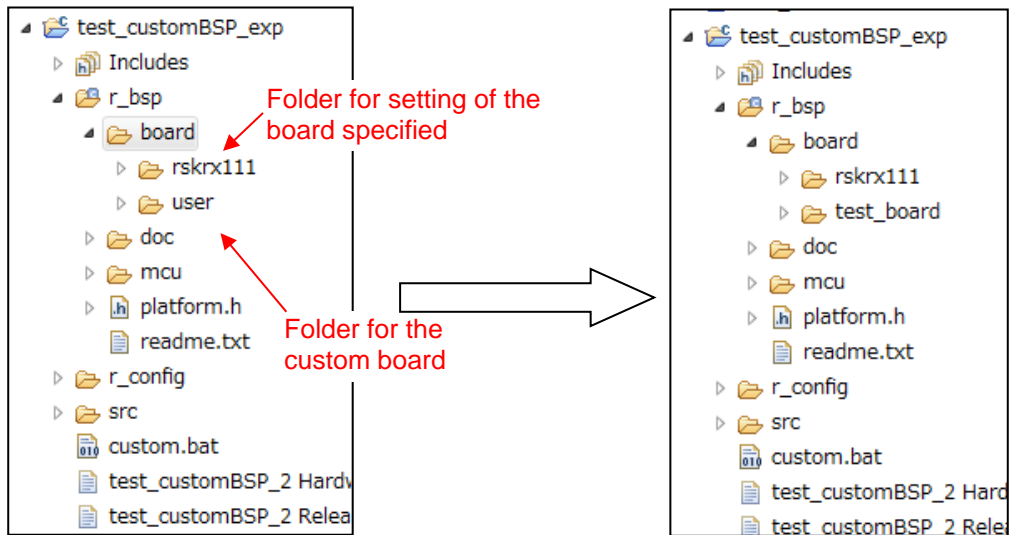 test_customBSP_exp
Includes
r_bsp
board
rskrx111
user
doc
mcu
platform.h
readme.txt
r_config
src
custom.bat
test_customBSP_2 Hardw
test_customBSP_2 Relea
Folder for setting of the
board specified
Folder for the
custom board
test_customBSP_exp
Includes
r_bsp
board
rskrx111
test_board
doc
mcu
platform.h
readme.txt
r_config
src
custom.bat
test_customBSP_2 Hard
test_customBSP_2 Relea